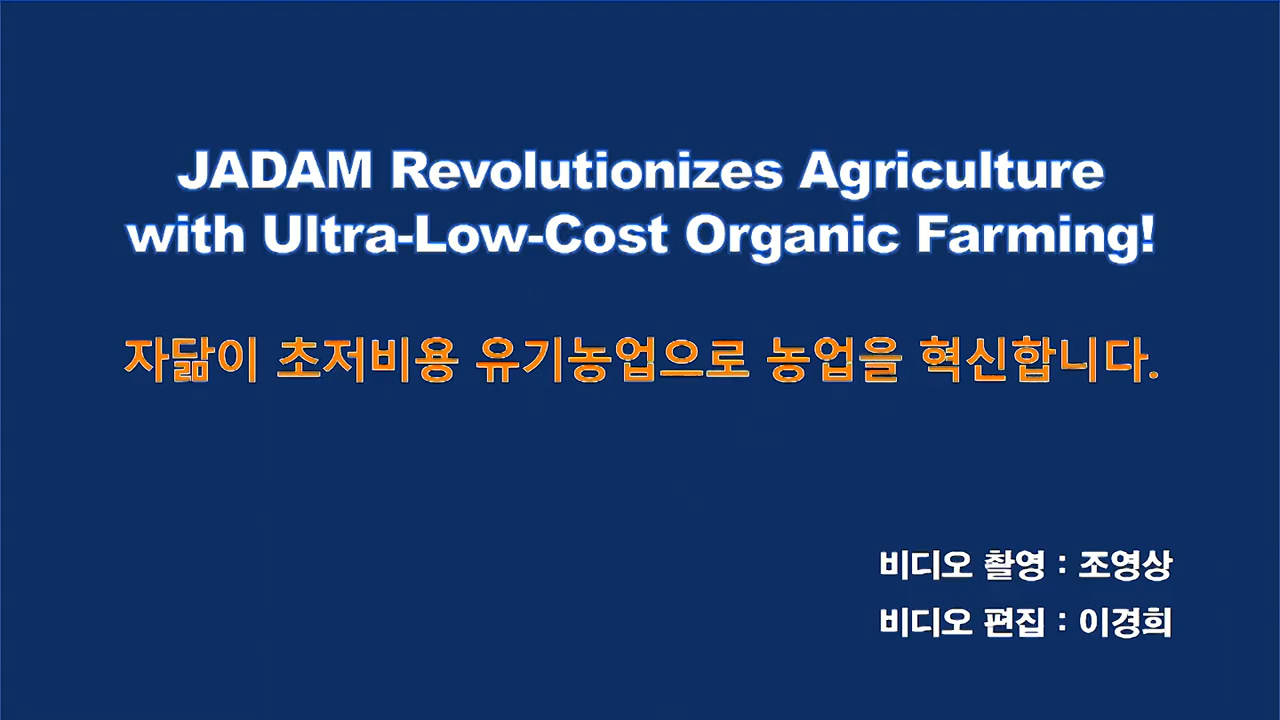 JADAM Revolutionizes Agriculture
with Ultra-Low-Cost Organic Farming!
자닮이 초저비용 유기농업으로 농업을 혁신합니다.
비디오 촬영 : 조영상
비디오 편집 : 이경희